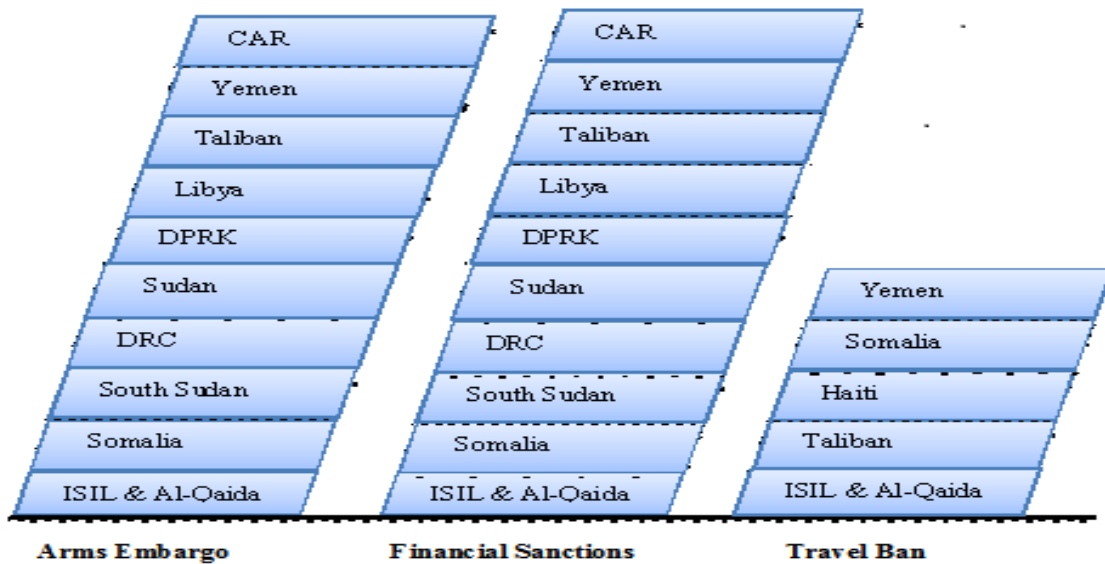 CAR
Yemen
Taliban
Libya
DPRK
Sudan
DRC
South Sudan
Somalia
ISIL & Al-Qaida
Arms Embargo
CAR
Yemen
Taliban
Libya
DPRK
Sudan
DRC
South Sudan
Somalia
ISIL & Al-Qaida
Financial Sanctions
Yemen
Somalia
Haiti
Taliban
ISIL & Al-Qaida
Travel Ban